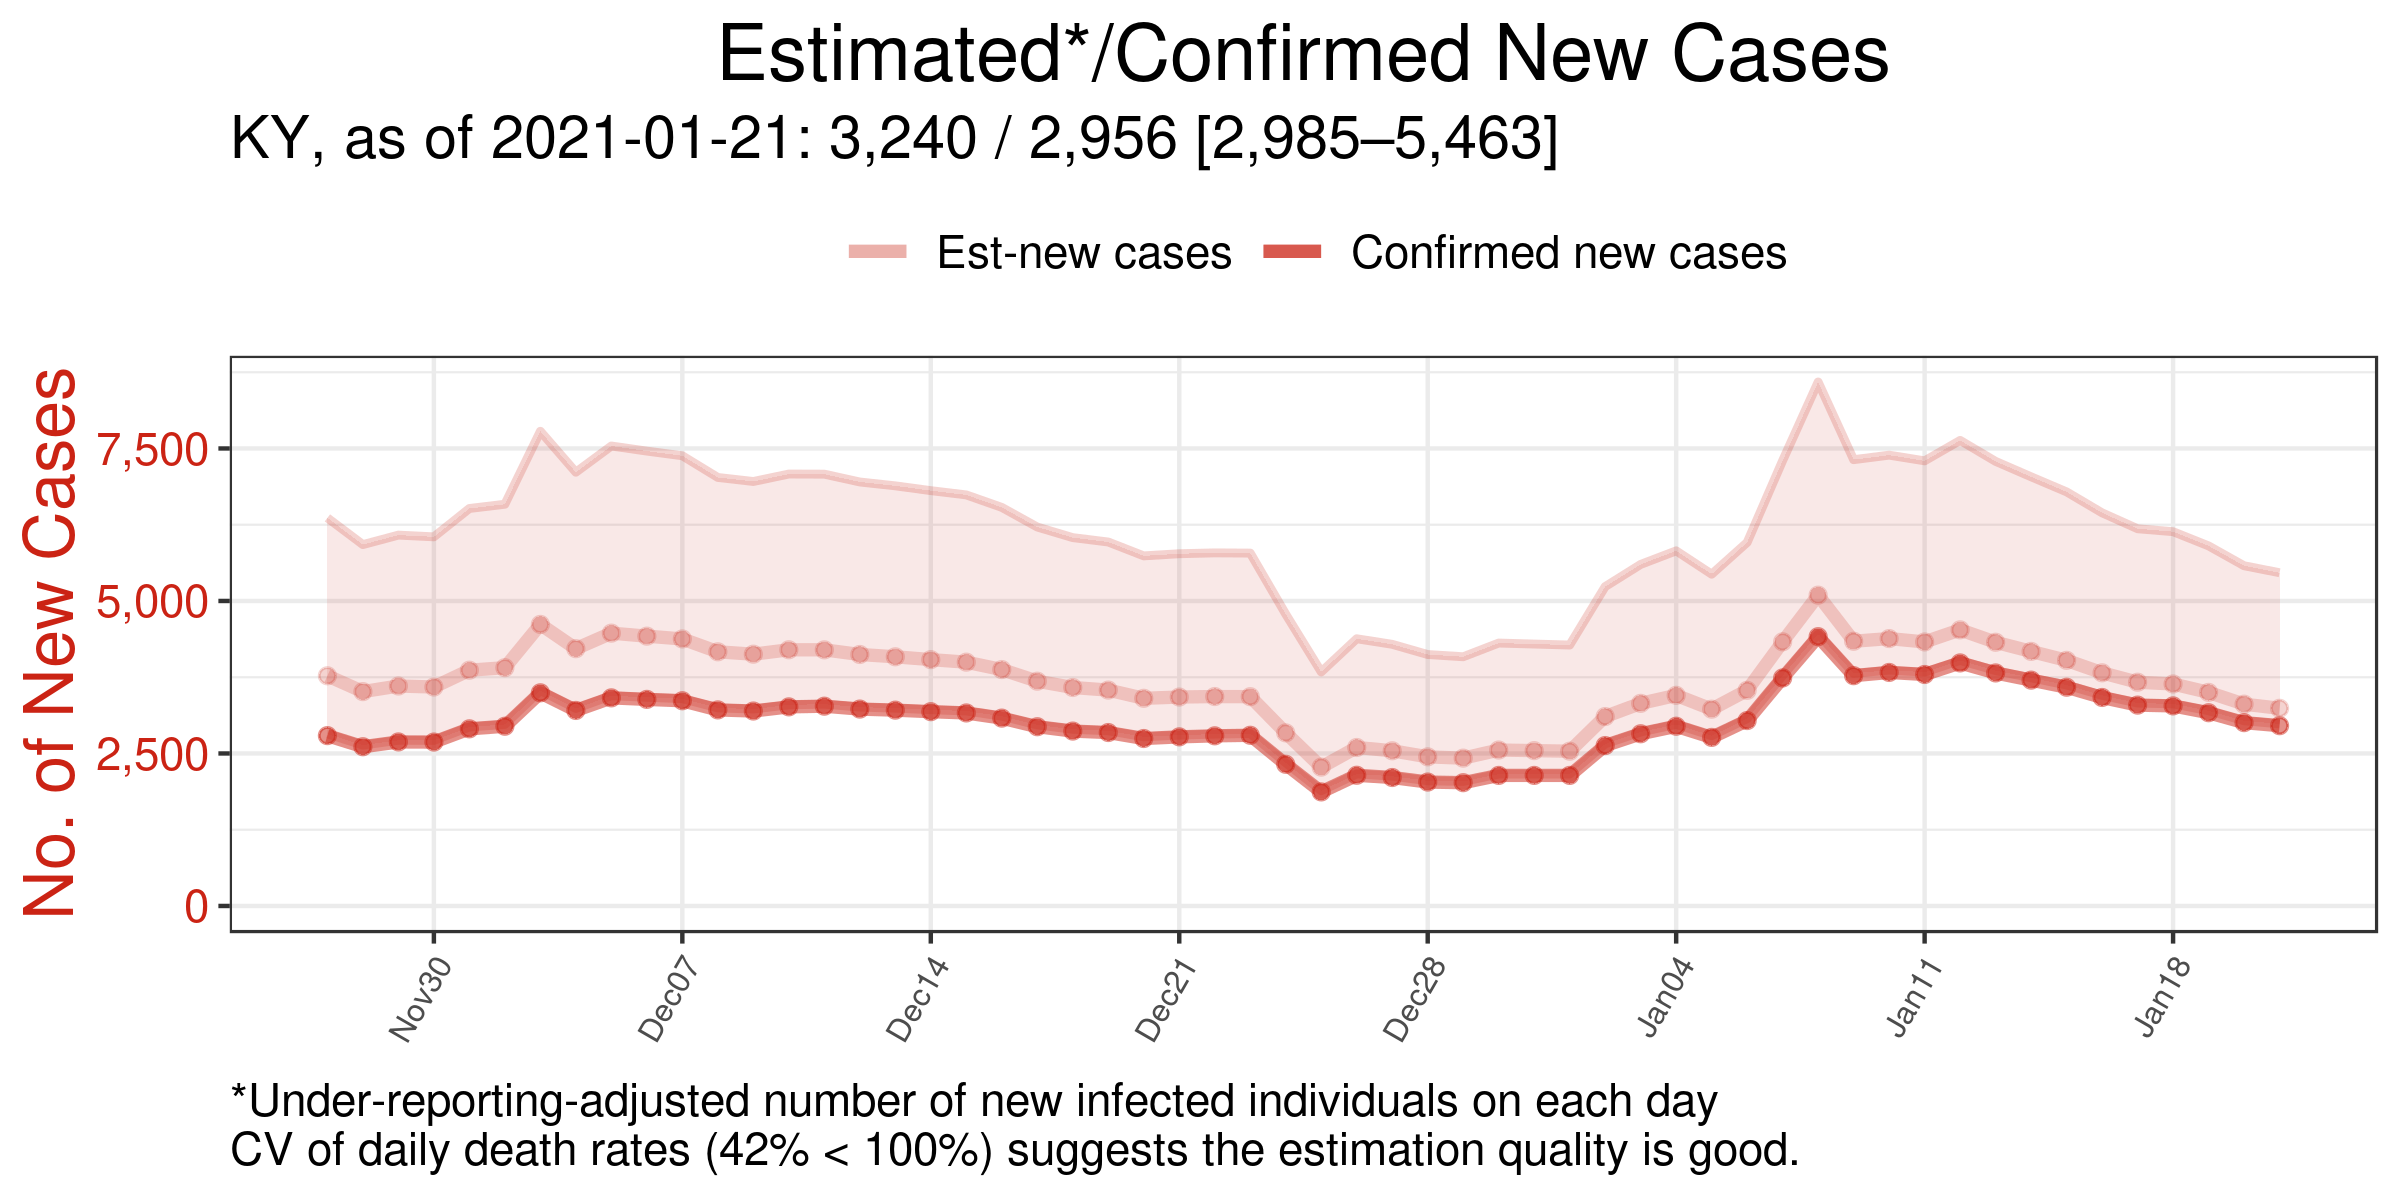 Estimated*/Confirmed New Cases
KY, as of 2021-01-21: 3,240 / 2,956 [2,985–5,463]
Est-new cases
Confirmed new cases
No. of New Cases
7,500
5,000
2,500
0
Nov30
Dec07
Dec14
Dec21
Dec28
Jan04
Jan11
Jan18
*Under-reporting-adjusted number of new infected individuals on each day
CV of daily death rates (42% < 100%) suggests the estimation quality is good.